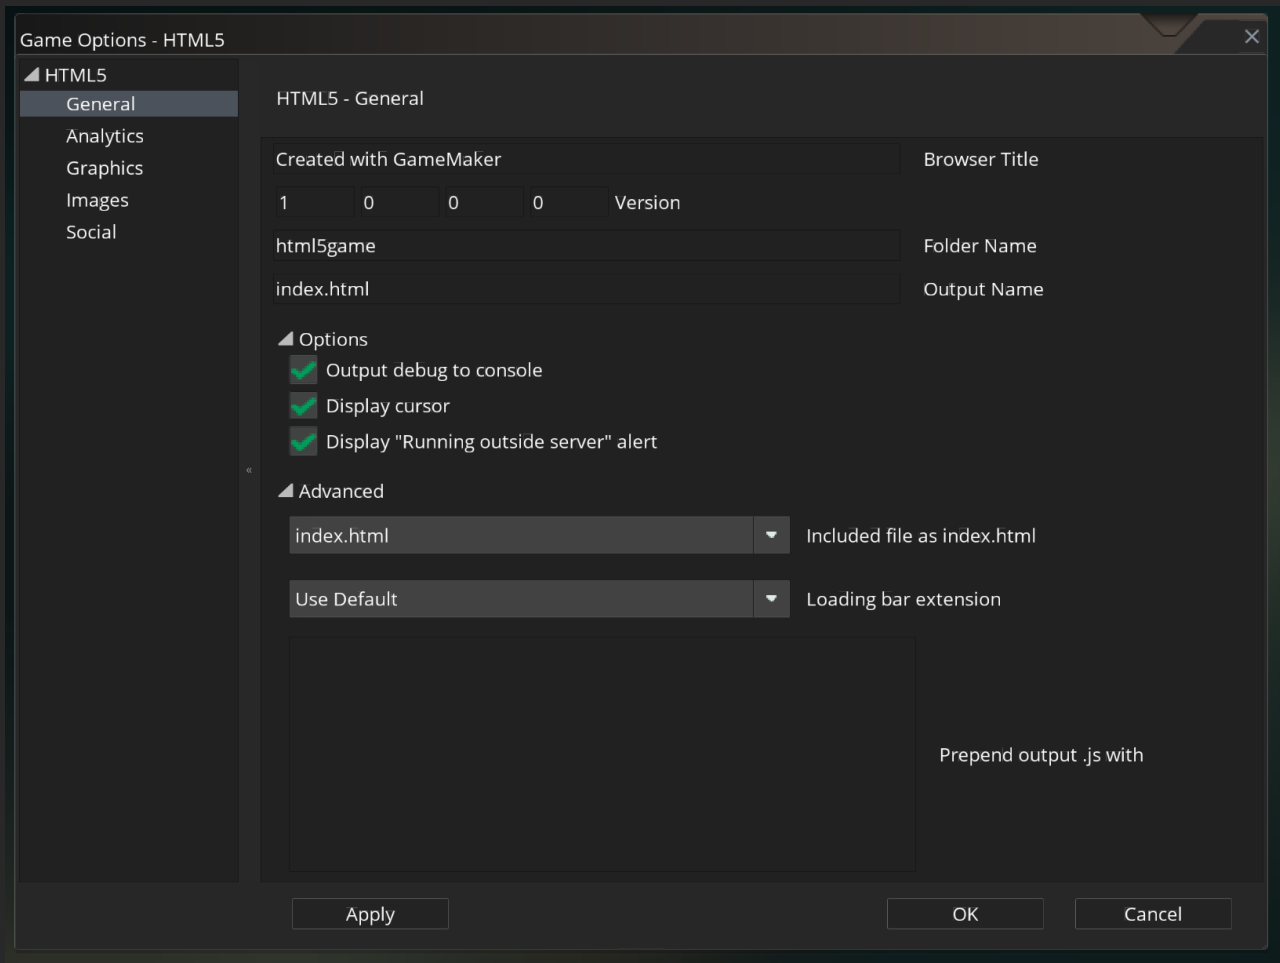 Game Options - HTML5
HTML5
General
Analytics
Graphics
Images
Social
HTML5 - General
Created with GameMaker Browser Title
1 0 0 0 Version
html5game Folder Name
index.html Output Name
Options
Output debug to console
Display cursor
Display "Running outside server" alert
Advanced
index.html Included file as index.html
Use Default Loading bar extension
Prepend output .js with
Apply OK Cancel